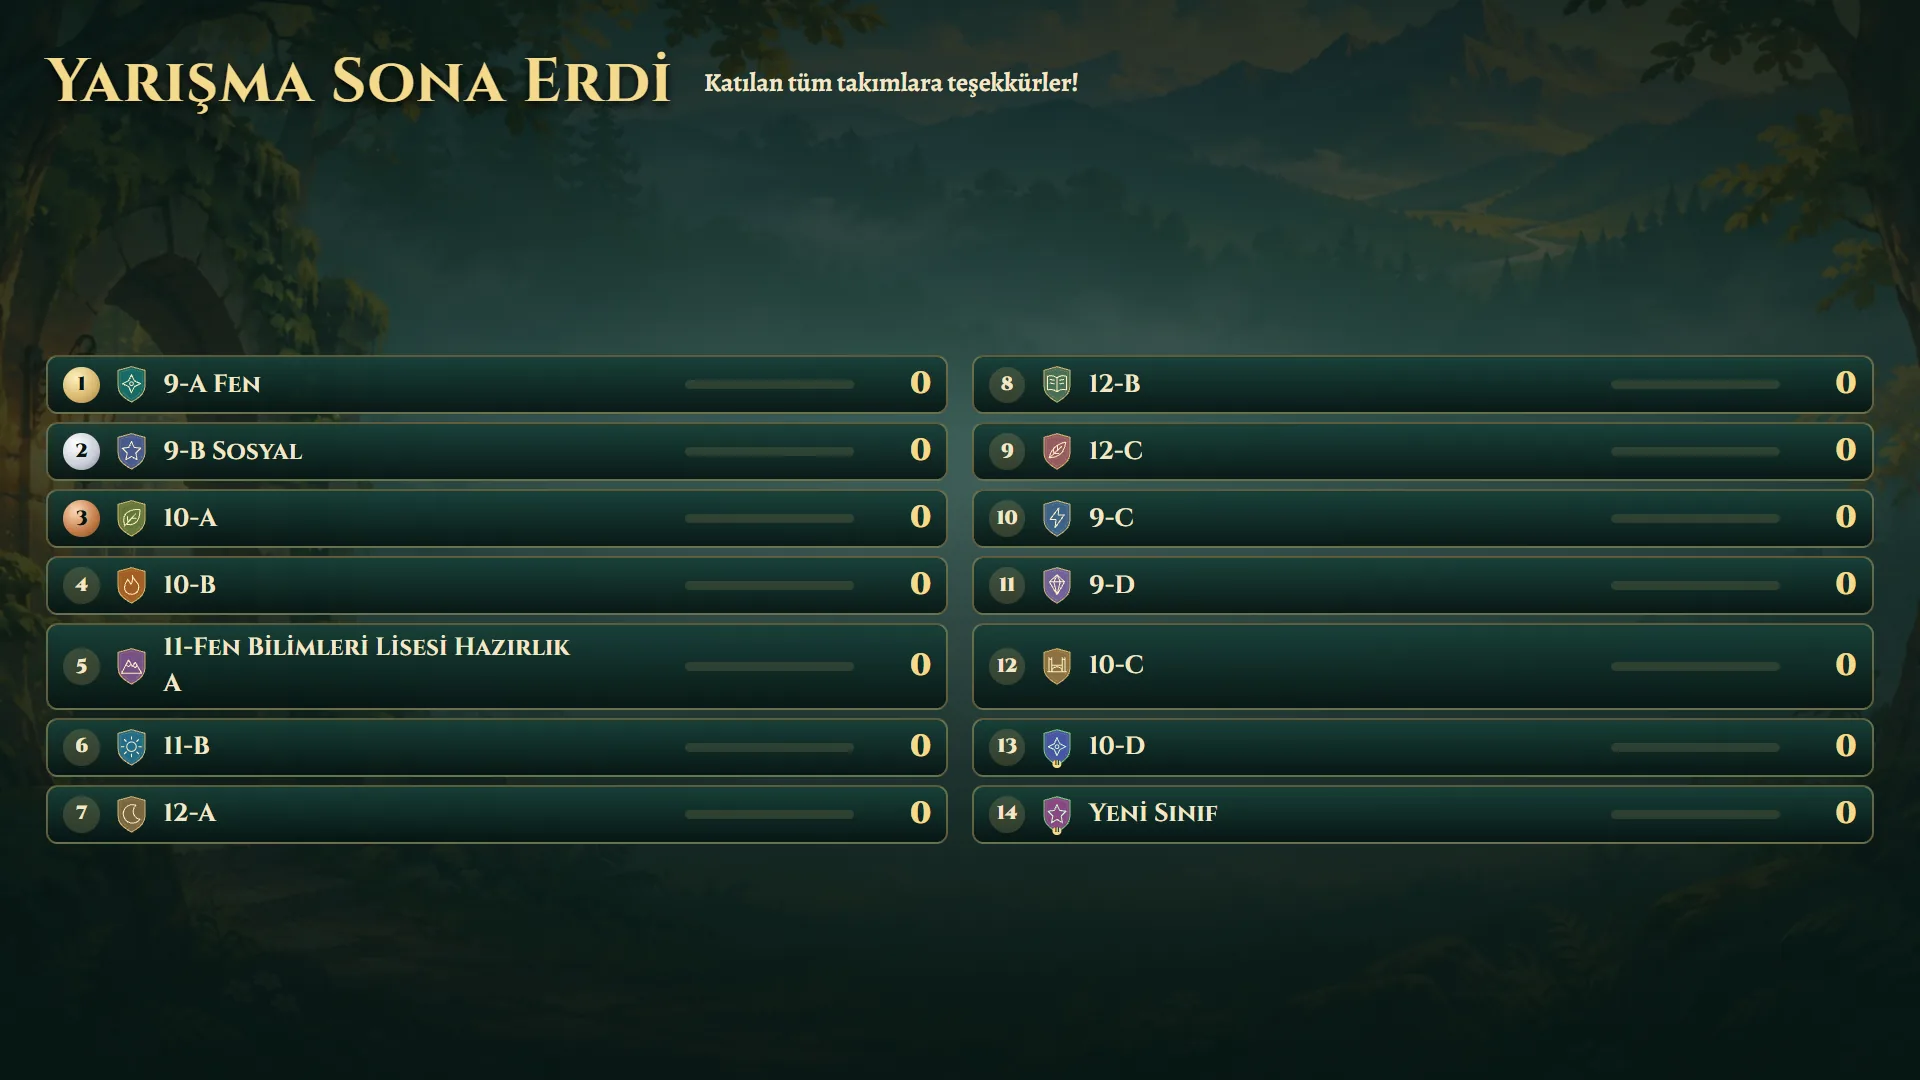 Yarışma Sona Erdi
Katılan tüm takımlara teşekkürler!
1 9-A Fen 0
2 9-B Sosyal 0
3 10-A 0
4 10-B 0
5 11-Fen Bilimleri Lisesi Hazırlık
A 0
6 11-B 0
7 12-A 0
8 12-B 0
9 12-C 0
10 9-C 0
11 9-D 0
12 10-C 0
13 10-D 0
14 Yeni Sınıf 0